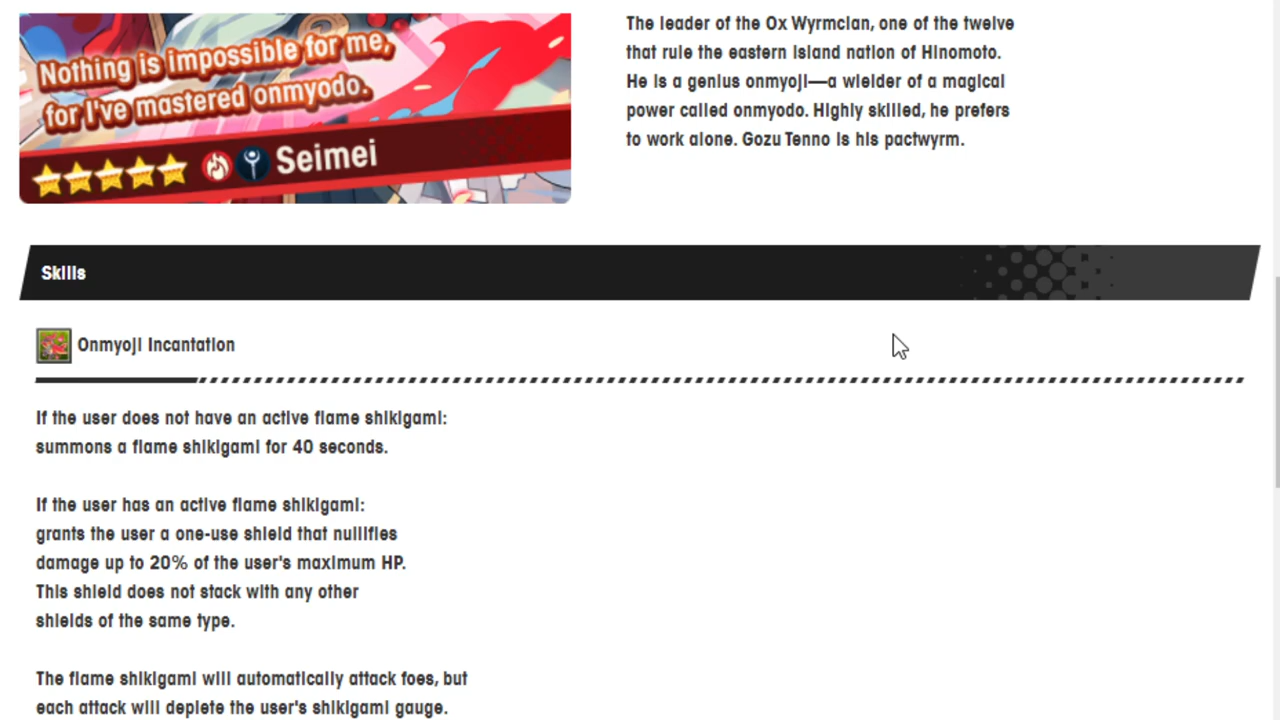 Nothing is impossible for me,
for I've mastered onmyodo.
Seimei
The leader of the Ox Wyrmclan, one of the twelve
that rule the eastern island nation of Hinomoto.
He is a genius onmyoji—a wielder of a magical
power called onmyodo. Highly skilled, he prefers
to work alone. Gozu Tenno is his pactwyrm.
Skills
Onmyoji Incantation
If the user does not have an active flame shikigami:
summons a flame shikigami for 40 seconds.
If the user has an active flame shikigami:
grants the user a one-use shield that nullifies
damage up to 20% of the user's maximum HP.
This shield does not stack with any other
shields of the same type.
The flame shikigami will automatically attack foes, but
each attack will deplete the user's shikigami gauge.